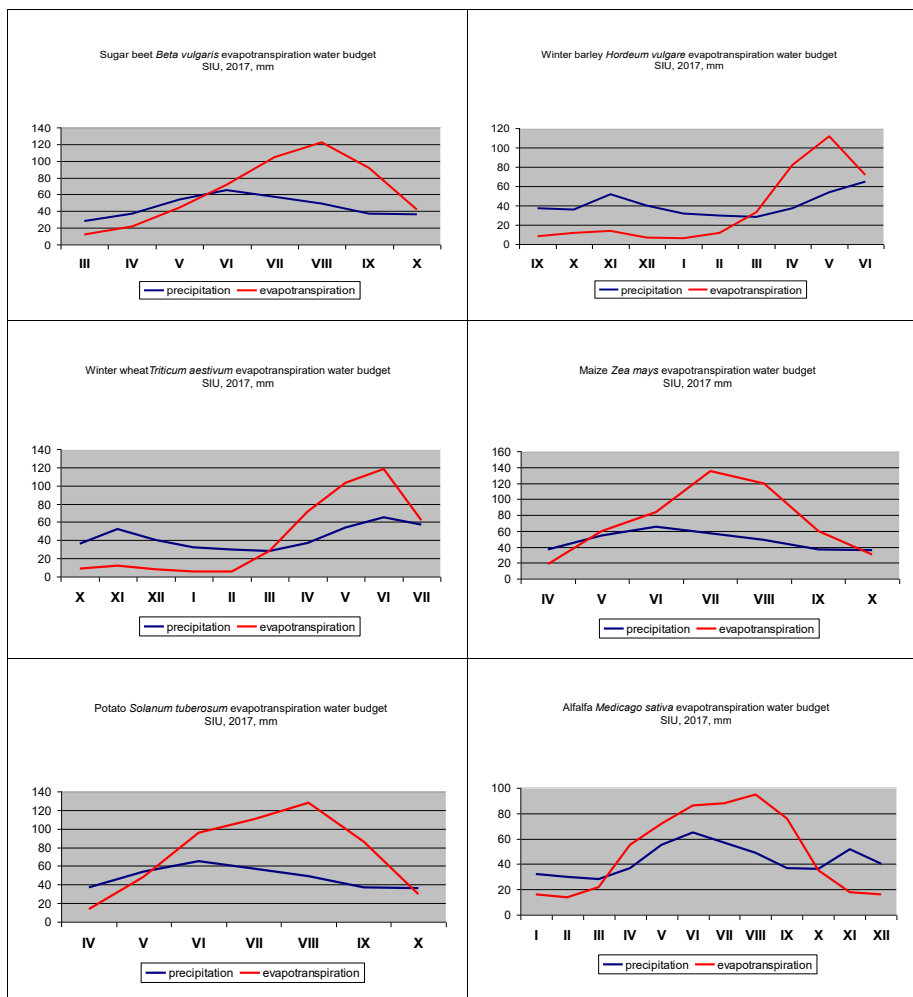 Sugar beet Beta vulgaris evapotranspiration water budget
SIU, 2017, mm
140
120
100
80
60
40
20
0
III IV V VI VII VIII IX X
precipitation evapotranspiration
Winter barley Hordeum vulgare evapotranspiration water budget
SIU, 2017, mm
120
100
80
60
40
20
0
IX X XI XII I II III IV V VI
precipitation evapotranspiration
Winter wheatTriticum aestivum evapotranspiration water budget
SIU, 2017, mm
140
120
100
80
60
40
20
0
X XI XII I II III IV V VI VII
precipitation evapotranspiration
Maize Zea mays evapotranspiration water budget
SIU, 2017 mm
160
140
120
100
80
60
40
20
0
IV V VI VII VIII IX X
precipitation evapotranspiration
Potato Solanum tuberosum evapotranspiration water budget
SIU, 2017, mm
140
120
100
80
60
40
20
0
IV V VI VII VIII IX X
precipitation evapotranspiration
Alfalfa Medicago sativa evapotranspiration water budget
SIU, 2017, mm
100
80
60
40
20
0
I II III IV V VI VII VIII IX X XI XII
precipitation evapotranspiration